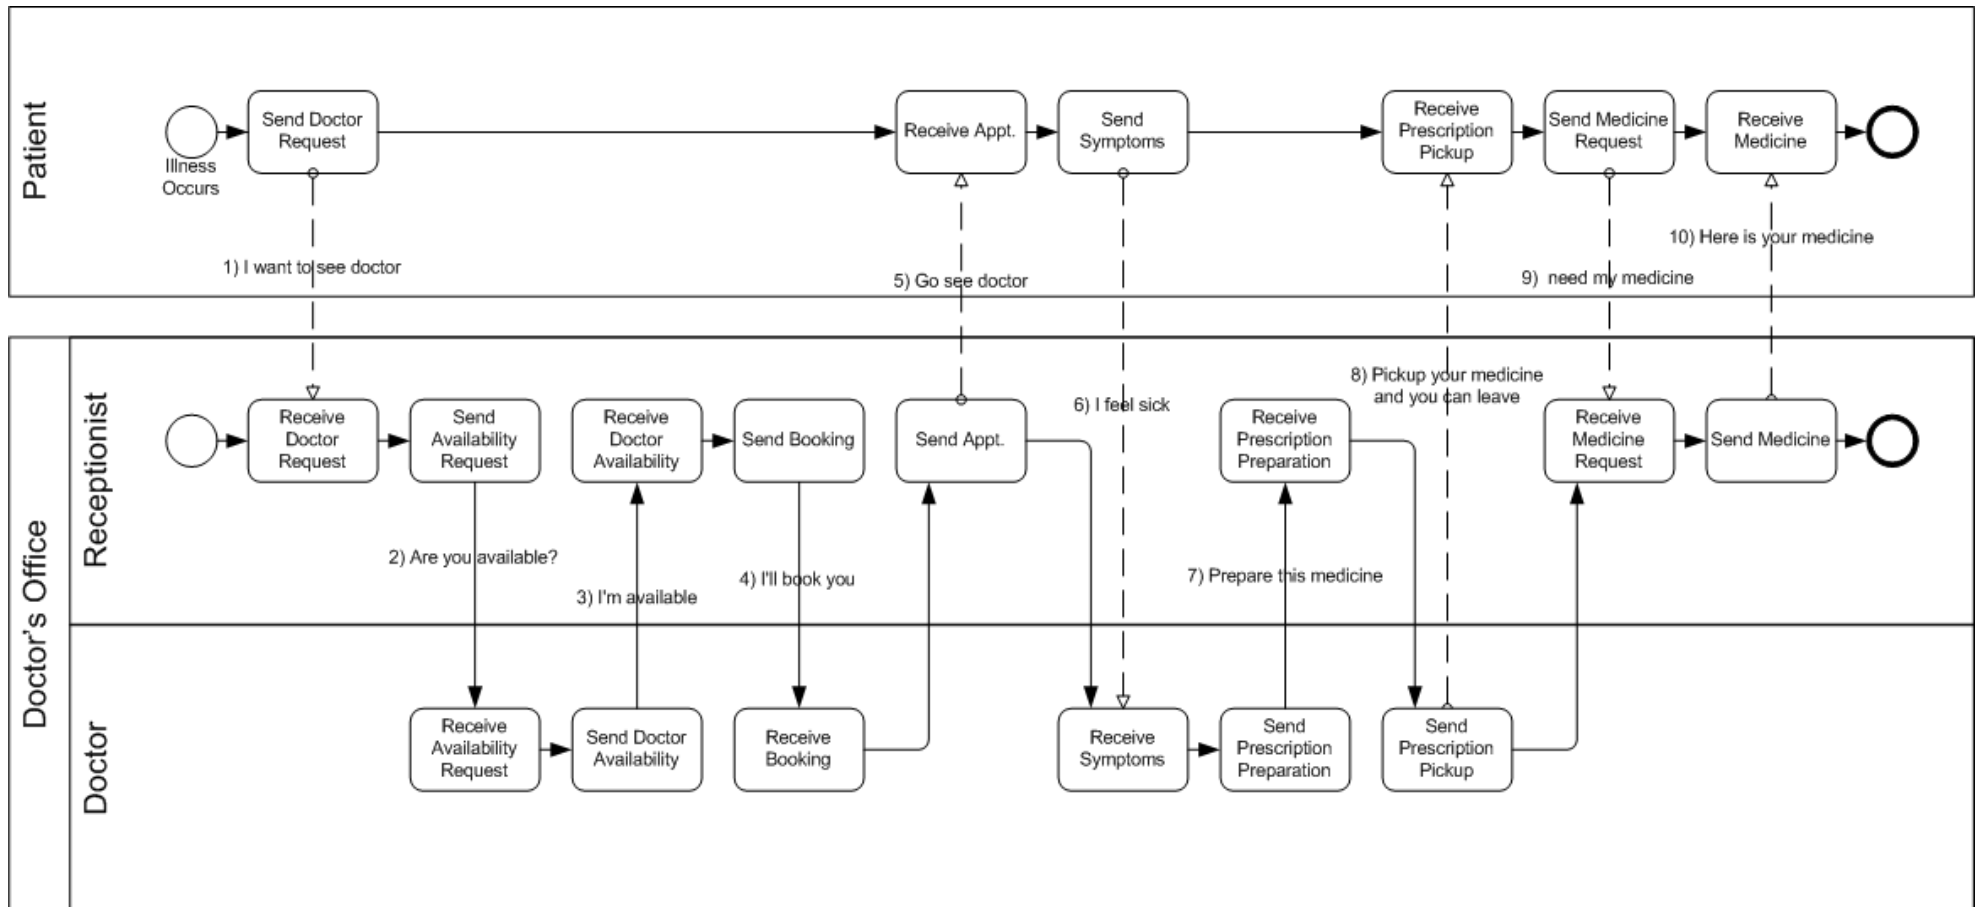 Patient
Illness
Occurs
Send Doctor
Request
Receive Appt.
Send
Symptoms
Receive
Prescription
Pickup
Send Medicine
Request
Receive
Medicine
1) I want to see doctor
5) Go see doctor
9)  need my medicine
10) Here is your medicine
Doctor's Office
Receptionist
Receive
Doctor
Request
Send
Availability
Request
Receive
Doctor
Availability
Send Booking
Send Appt.
6) I feel sick
Receive
Prescription
Preparation
8) Pickup your medicine
and you can leave
Receive
Medicine
Request
Send Medicine
2) Are you available?
3) I'm available
4) I'll book you
7) Prepare this medicine
Doctor
Receive
Availability
Request
Send Doctor
Availability
Receive
Booking
Receive
Symptoms
Send
Prescription
Preparation
Send
Prescription
Pickup